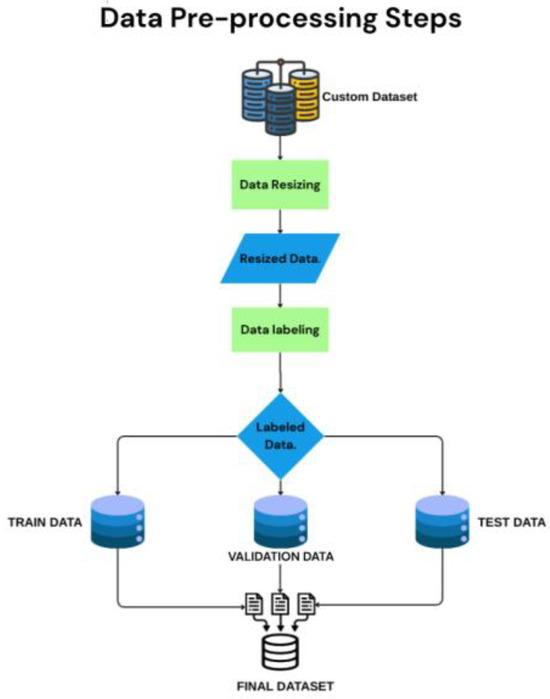 Data Pre-processing Steps
Custom Dataset
Data Resizing
Resized Data.
Data labeling
Labeled
Data.
TRAIN DATA
TEST DATA
VALIDATION DATA
FINAL DATASET